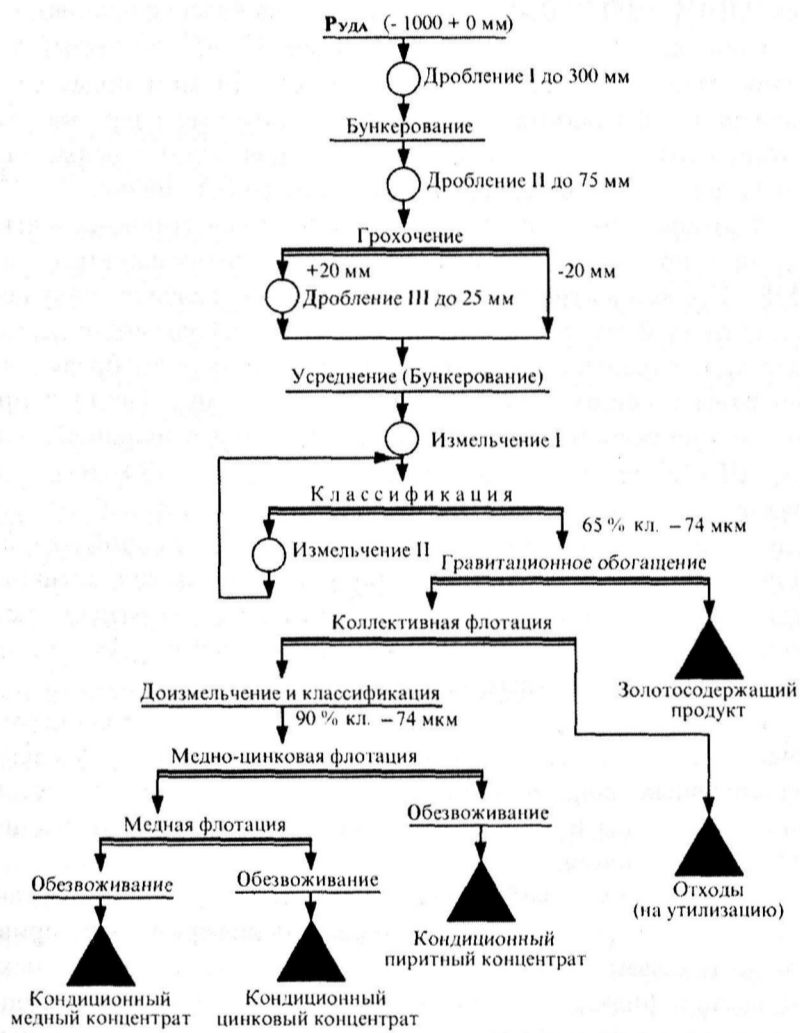 Руда (- 1000 + 0 мм)
Дробление I до 300 мм
Бункерование
Дробление II до 75 мм
Грохочение
+20 мм
-20 мм
Дробление III до 25 мм
Усреднение (Бункерование)
Измельчение I
Классификация
65 % кл. –74 мкм
Измельчение II
Гравитационное обогащение
Коллективная флотация
Золотосодержащий
продукт
Доизмельчение и классификация
90 % кл. –74 мкм
Медно-цинковая флотация
Обезвоживание
Медная флотация
Обезвоживание
Обезвоживание
Отходы
(на утилизацию)
Кондиционный
пиритный концентрат
Кондиционный
медный концентрат
Кондиционный
цинковый концентрат